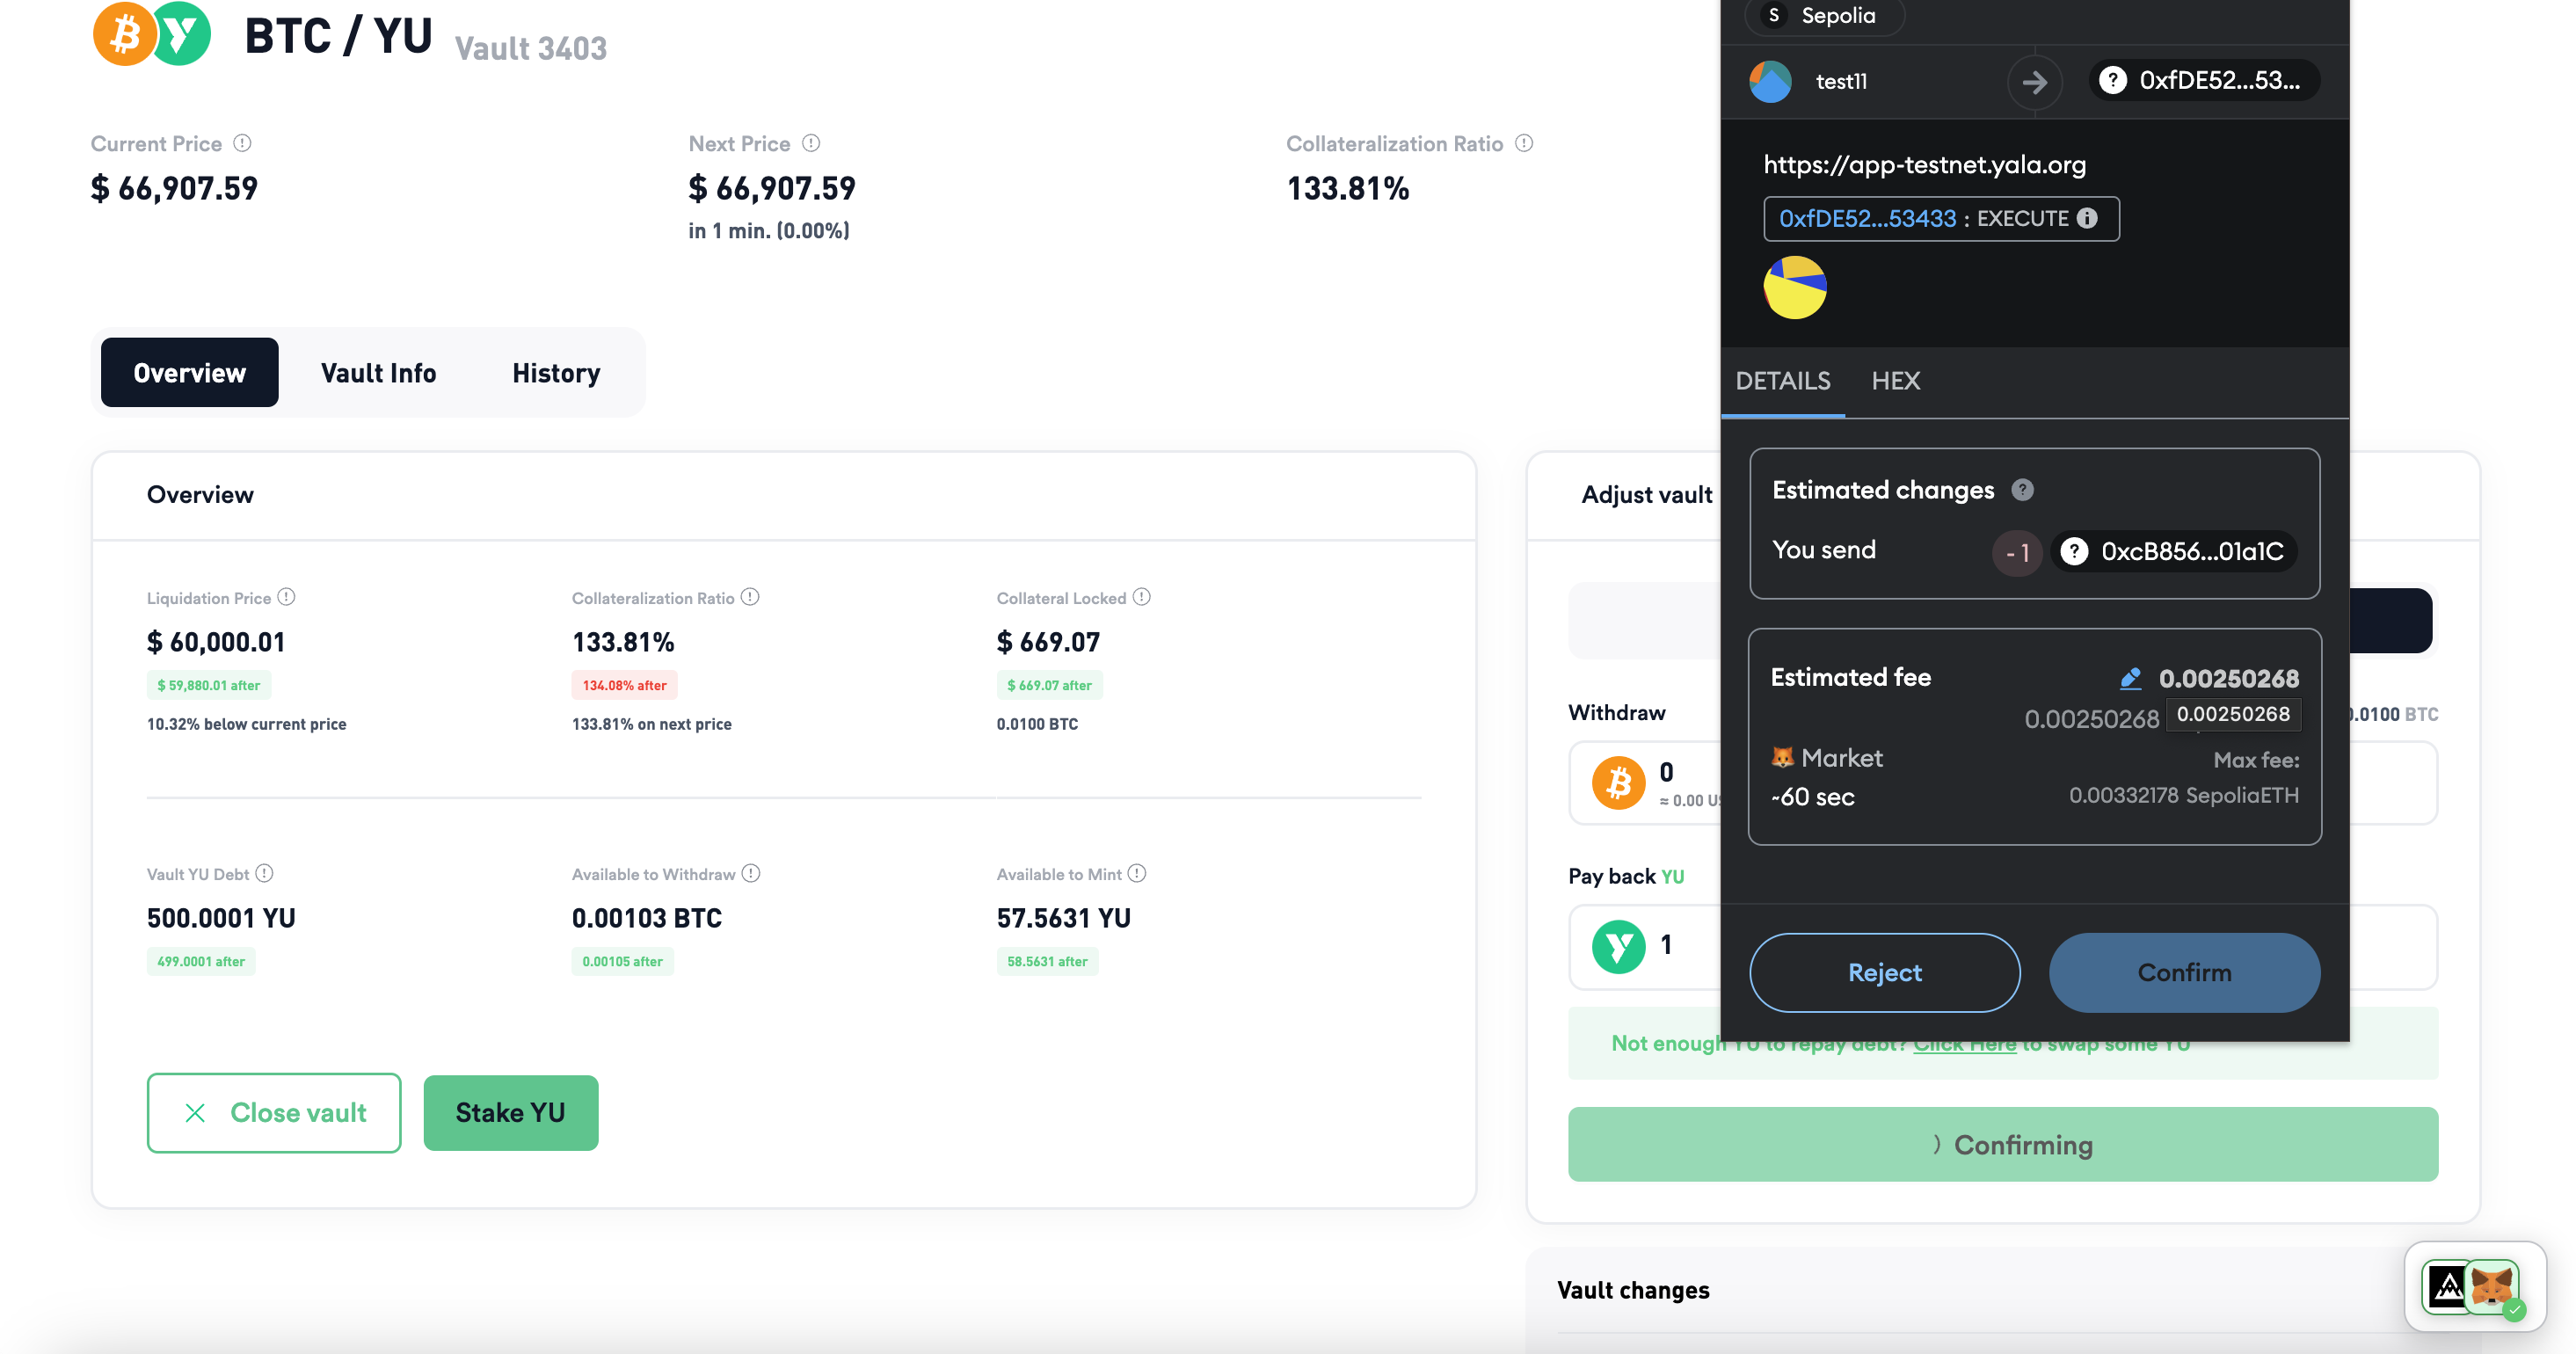 BTC / YU Vault 3403
Current Price
$ 66,907.59
Next Price
$ 66,907.59
in 1 min. (0.00%)
Collateralization Ratio
133.81%
Overview
Vault Info
History
Overview
Liquidation Price
$ 60,000.01
$ 59,880.01 after
10.32% below current price
Collateralization Ratio
133.81%
134.08% after
133.81% on next price
Collateral Locked
$ 669.07
$ 669.07 after
0.0100 BTC
Vault YU Debt
500.0001 YU
499.0001 after
Available to Withdraw
0.00103 BTC
0.00105 after
Available to Mint
57.5631 YU
58.5631 after
Close vault
Stake YU
Adjust vault
Withdraw
.0100 BTC
0
≈ 0.00
Pay back YU
1
Not enough YU to repay debt? Click Here to swap some YU
Confirming
Vault changes
S Sepolia
test11
0xfDE52...53...
https://app-testnet.yala.org
0xfDE52...53433 : EXECUTE
DETAILS
HEX
Estimated changes
You send
- 1
0xcB856...01a1C
Estimated fee
0.00250268
0.00250268
0.00250268
Market
Max fee:
~60 sec
0.00332178 SepoliaETH
Reject
Confirm